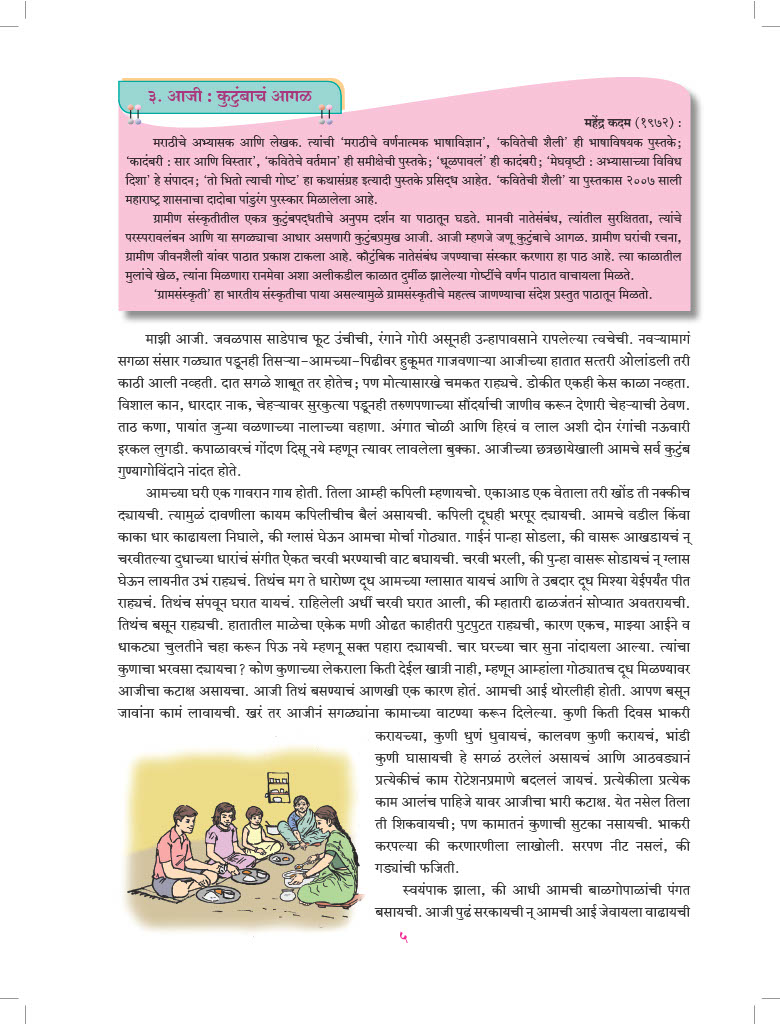 ३. आजी : कुटुंबाचं आगळ
महेंद्र कदम (१९७२) :
मराठीचे अभ्यासक आणि लेखक. त्यांची ‘मराठीचे वर्णनात्मक भाषाविज्ञान’, ‘कवितेची शैली’ ही भाषाविषयक पुस्तके;
‘कादंबरी : सार आणि विस्तार’, ‘कवितेचे वर्तमान’ ही समीक्षेची पुस्तके; ‘धूळपावलं’ ही कादंबरी; ‘मेघवृष्टी : अभ्यासाच्या विविध
दिशा’ हे संपादन; ‘तो भितो त्याची गोष्ट’ हा कथासंग्रह इत्यादी पुस्तके प्रसिद्ध आहेत. ‘कवितेची शैली’ या पुस्तकास २००७ साली
महाराष्ट्र शासनाचा दादोबा पांडुरंग पुरस्कार मिळालेला आहे.
ग्रामीण संस्कृतीतील एकत्र कुटुंबपद्धतीचे अनुपम दर्शन या पाठातून घडते. मानवी नातेसंबंध, त्यांतील सुरक्षितता, त्यांचे
परस्परावलंबन आणि या सगळ्याचा आधार असणारी कुटुंबप्रमुख आजी. आजी म्हणजे जणू कुटुंबाचे आगळ. ग्रामीण घरांची रचना,
ग्रामीण जीवनशैली यांवर पाठात प्रकाश टाकला आहे. कौटुंबिक नातेसंबंध जपण्याचा संस्कार करणारा हा पाठ आहे. त्या काळातील
मुलांचे खेळ, त्यांना मिळणारा रानमेवा अशा अलीकडील काळात दुर्मीळ झालेल्या गोष्टींचे वर्णन पाठात वाचायला मिळते.
‘ग्रामसंस्कृती’ हा भारतीय संस्कृतीचा पाया असल्यामुळे ग्रामसंस्कृतीचे महत्त्व जाणण्याचा संदेश प्रस्तुत पाठातून मिळतो.
माझी आजी. जवळपास साडेपाच फूट उंचीची, रंगाने गोरी असूनही उन्हापावसाने रापलेल्या त्वचेची. नवऱ्यामागं
सगळा संसार गळ्यात पडूनही तिसऱ्या-आमच्या-पिढीवर हुकूमत गाजवणाऱ्या आजीच्या हातात सत्तरी ओलांडली तरी
काठी आली नव्हती. दात सगळे शाबूत तर होतेच; पण मोत्यासारखे चमकत राह्यचे. डोकीत एकही केस काळा नव्हता.
विशाल कान, धारदार नाक, चेहऱ्यावर सुरकुत्या पडूनही तरुणपणाच्या सौंदर्याची जाणीव करून देणारी चेहऱ्याची ठेवण.
ताठ कणा, पायांत जुन्या वळणाच्या नालाच्या वहाणा. अंगात चोळी आणि हिरवं व लाल अशी दोन रंगांची नऊवारी
इरकल लुगडी. कपाळावरचं गोंदण दिसू नये म्हणून त्यावर लावलेला बुक्का. आजीच्या छत्रछायेखाली आमचे सर्व कुटुंब
गुण्यागोविंदाने नांदत होते.
आमच्या घरी एक गावरान गाय होती. तिला आम्ही कपिली म्हणायचो. एकाआड एक वेताला तरी खोंड ती नक्कीच
द्यायची. त्यामुळं दावणीला कायम कपिलीचीच बैलं असायची. कपिली दूधही भरपूर द्यायची. आमचे वडील किंवा
काका धार काढायला निघाले, की ग्लासं घेऊन आमचा मोर्चा गोठ्यात. गाईनं पान्हा सोडला, की वासरू आखडायचं न्
चरवीतल्या दुधाच्या धारांचं संगीत ऐकत चरवी भरण्याची वाट बघायची. चरवी भरली, की पुन्हा वासरू सोडायचं न् ग्लास
घेऊन लायनीत उभं राह्यचं. तिथंच मग ते धारोष्ण दूध आमच्या ग्लासात यायचं आणि ते उबदार दूध मिश्या येईपर्यंत पीत
राह्यचं. तिथंच संपवून घरात यायचं. राहिलेली अर्धी चरवी घरात आली, की म्हातारी ढाळजंतनं सोप्यात अवतरायची.
तिथंच बसून राह्यची. हातातील माळेचा एकेक मणी ओढत काहीतरी पुटपुटत राह्यची, कारण एकच, माझ्या आईने व
धाकट्या चुलतीने चहा करून पिऊ नये म्हणनू सक्त पहारा द्यायची. चार घरच्या चार सुना नांदायला आल्या. त्यांचा
कुणाचा भरवसा द्यायचा? कोण कुणाच्या लेकराला किती देईल खात्री नाही, म्हणून आम्हांला गोठ्यातच दूध मिळण्यावर
आजीचा कटाक्ष असायचा. आजी तिथं बसण्याचं आणखी एक कारण होतं. आमची आई थोरलीही होती. आपण बसून
जावांना कामं लावायची. खरं तर आजीनं सगळ्यांना कामाच्या वाटण्या करून दिलेल्या. कुणी किती दिवस भाकरी
करायच्या, कुणी धुणं धुवायचं, कालवण कुणी करायचं, भांडी
कुणी घासायची हे सगळं ठरलेलं असायचं आणि आठवड्यानं
प्रत्येकीचं काम रोटेशनप्रमाणे बदललं जायचं. प्रत्येकीला प्रत्येक
काम आलंच पाहिजे यावर आजीचा भारी कटाक्ष. येत नसेल तिला
ती शिकवायची; पण कामातनं कुणाची सुटका नसायची. भाकरी
करपल्या की करणारणीला लाखोली. सरपण नीट नसलं, की
गड्यांची फजिती.
स्वयंपाक झाला, की आधी आमची बाळगोपाळांची पंगत
बसायची. आजी पुढं सरकायची न् आमची आई जेवायला वाढायची
५